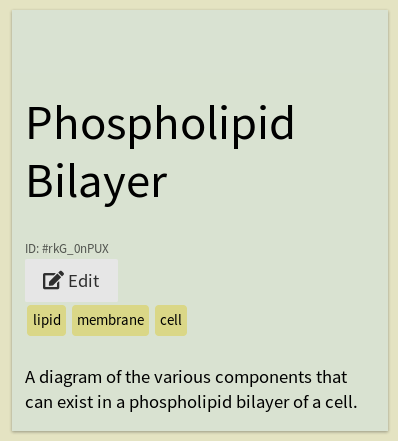 Phospholipid
Bilayer
ID: #rkG_0nPUX
Edit
lipid membrane cell
A diagram of the various components that
can exist in a phospholipid bilayer of a cell.